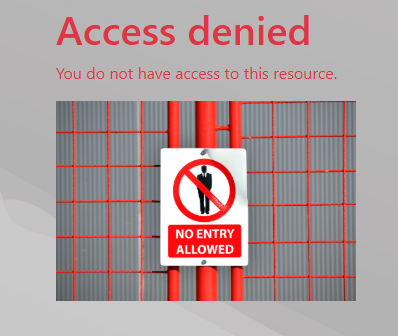 Access denied
You do not have access to this resource.
NO ENTRY
ALLOWED